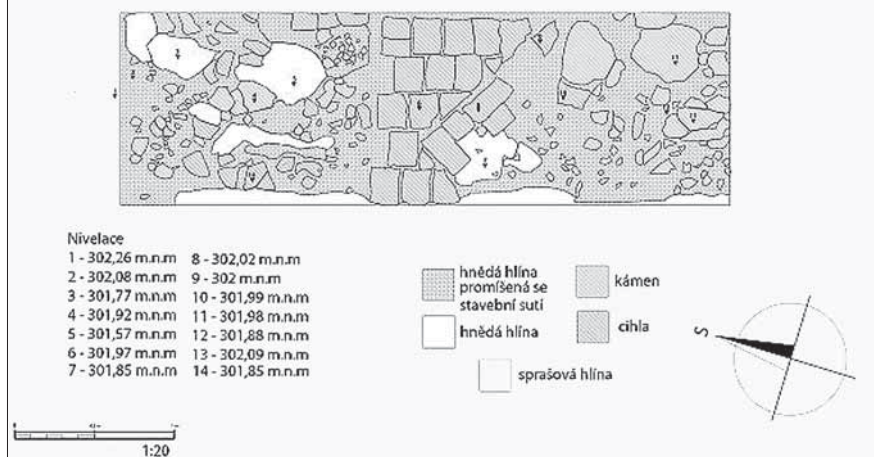 Nivelace
1 - 302,26 m.n.m 8 - 302,02 m.n.m
2 - 302,08 m.n.m 9 - 302 m.n.m
3 - 301,77 m.n.m 10 - 301,99 m.n.m
4 - 301,92 m.n.m 11 - 301,98 m.n.m
5 - 301,57 m.n.m 12 - 301,88 m.n.m
6 - 301,97 m.n.m 13 - 302,09 m.n.m
7 - 301,85 m.n.m 14 - 301,85 m.n.m
hnědá hlína
promíšená se
stavební sutí
hnědá hlína
sprašová hlína
kámen
cihla
S
1:20